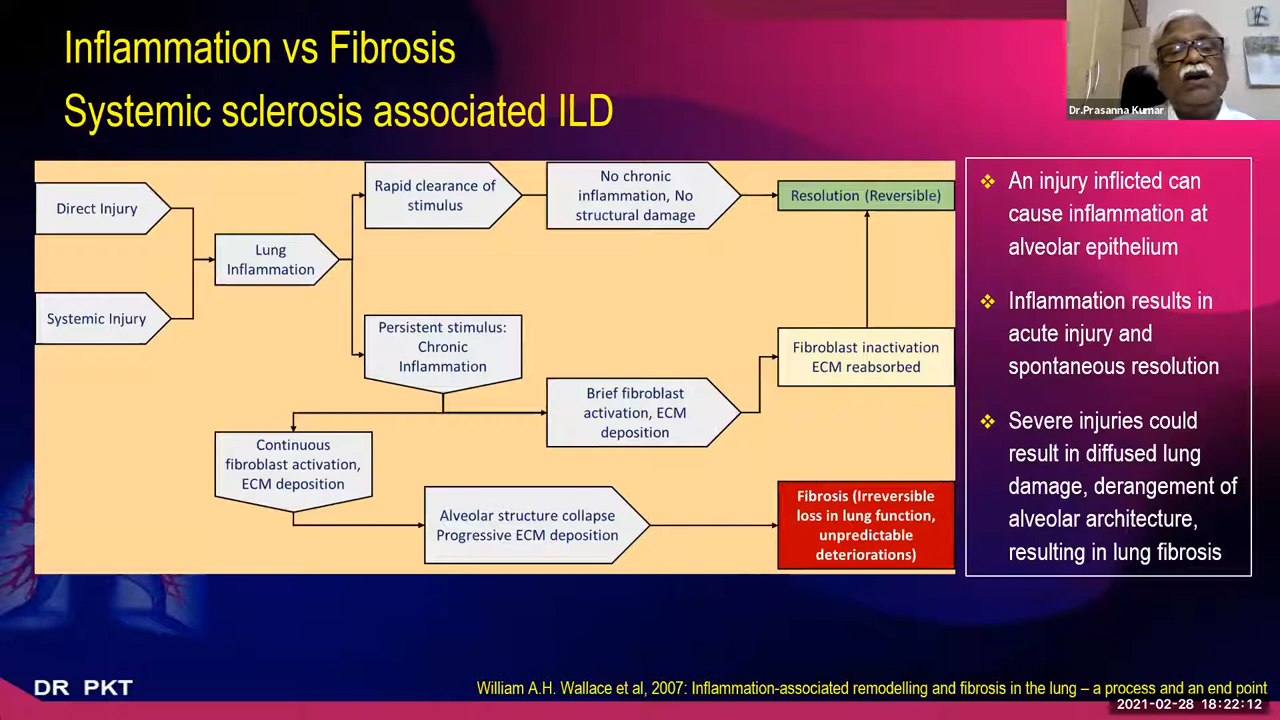 Inflammation vs Fibrosis
Systemic sclerosis associated ILD
Dr.Prasanna Kumar
Direct Injury
Systemic Injury
Lung
Inflammation
Rapid clearance of
stimulus
No chronic
inflammation, No
structural damage
Resolution (Reversible)
Persistent stimulus:
Chronic
Inflammation
Brief fibroblast
activation, ECM
deposition
Fibroblast inactivation
ECM reabsorbed
Continuous
fibroblast activation,
ECM deposition
Alveolar structure collapse
Progressive ECM deposition
Fibrosis (Irreversible
loss in lung function,
unpredictable
deteriorations)
An injury inflicted can
cause inflammation at
alveolar epithelium
Inflammation results in
acute injury and
spontaneous resolution
Severe injuries could
result in diffused lung
damage, derangement of
alveolar architecture,
resulting in lung fibrosis
DR PKT
William A.H. Wallace et al, 2007: Inflammation-associated remodelling and fibrosis in the lung – a process and an end point
2021-02-28 18:22:12